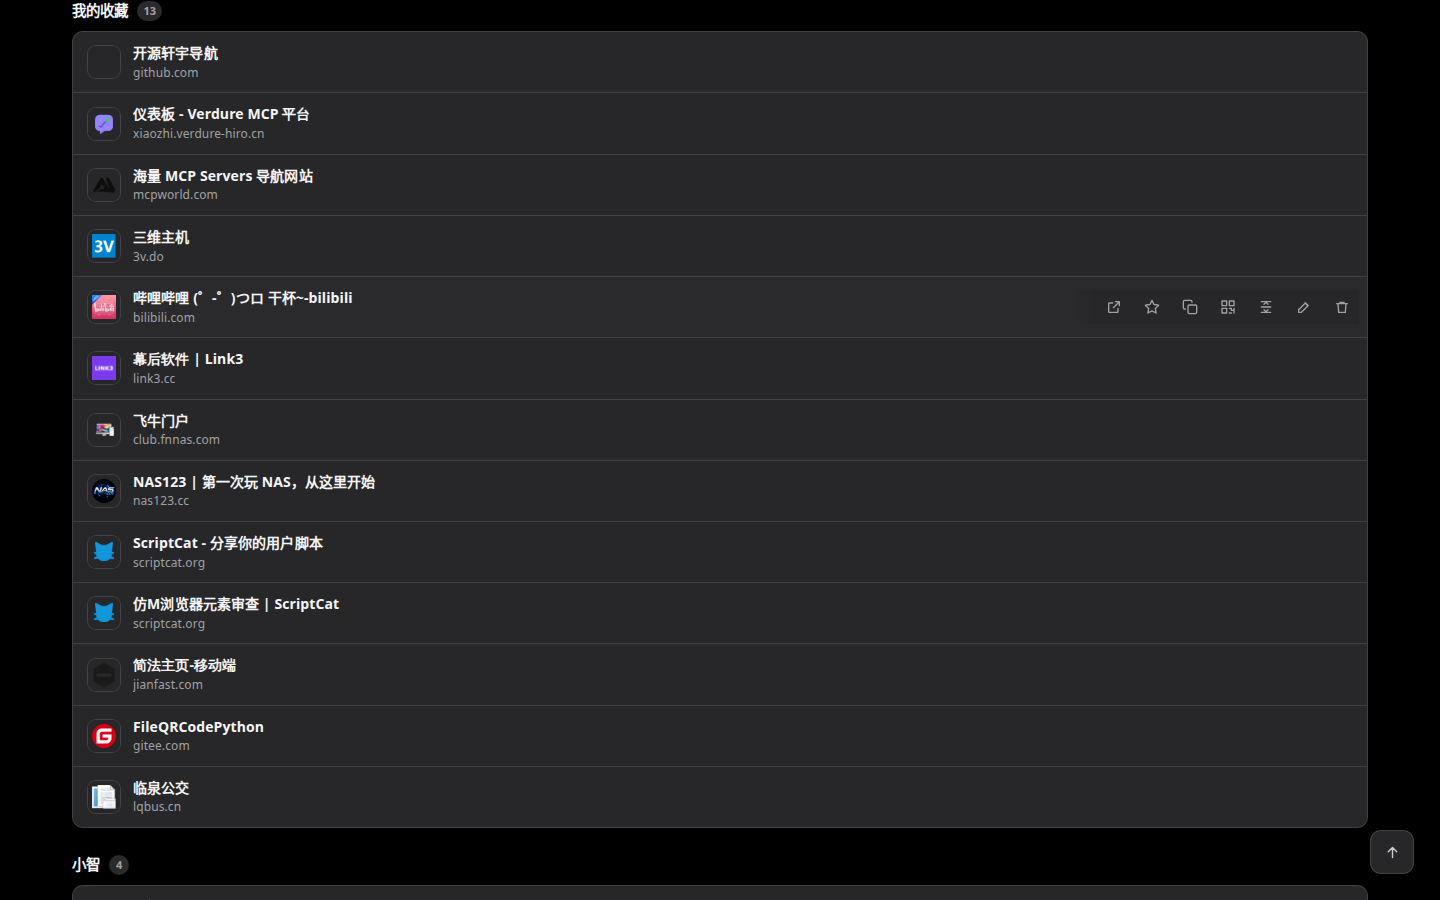 我的收藏 13
开源轩宇导航
github.com
仪表板 - Verdure MCP 平台
xiaozhi.verdure-hiro.cn
海量 MCP Servers 导航网站
mcpworld.com
3V
三维主机
3v.do
哔哩哔哩 (゜-゜)つロ 干杯~-bilibili
bilibili.com
LINK3
幕后软件 | Link3
link3.cc
飞牛门户
club.fnnas.com
NAS
NAS123 | 第一次玩 NAS，从这里开始
nas123.cc
ScriptCat - 分享你的用户脚本
scriptcat.org
仿M浏览器元素审查 | ScriptCat
scriptcat.org
简法主页-移动端
jianfast.com
G
FileQRCodePython
gitee.com
临泉公交
lqbus.cn
小智 4